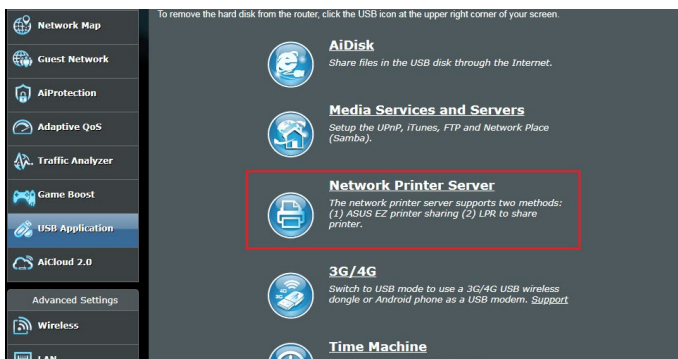 To remove the hard disk from the router, click the USB icon at the upper right corner of your screen.
Network Map
Guest Network
AiProtection
Adaptive QoS
Traffic Analyzer
Game Boost
USB Application
AiCloud 2.0
Advanced Settings
Wireless
LAN
AiDisk
Share files in the USB disk through the Internet.
Media Services and Servers
Setup the UPnP, iTunes, FTP and Network Place
(Samba).
Network Printer Server
The network printer server supports two methods:
(1) ASUS EZ printer sharing (2) LPR to share
printer.
3G/4G
Switch to USB mode to use a 3G/4G USB wireless
dongle or Android phone as a USB modem. Support
Time Machine